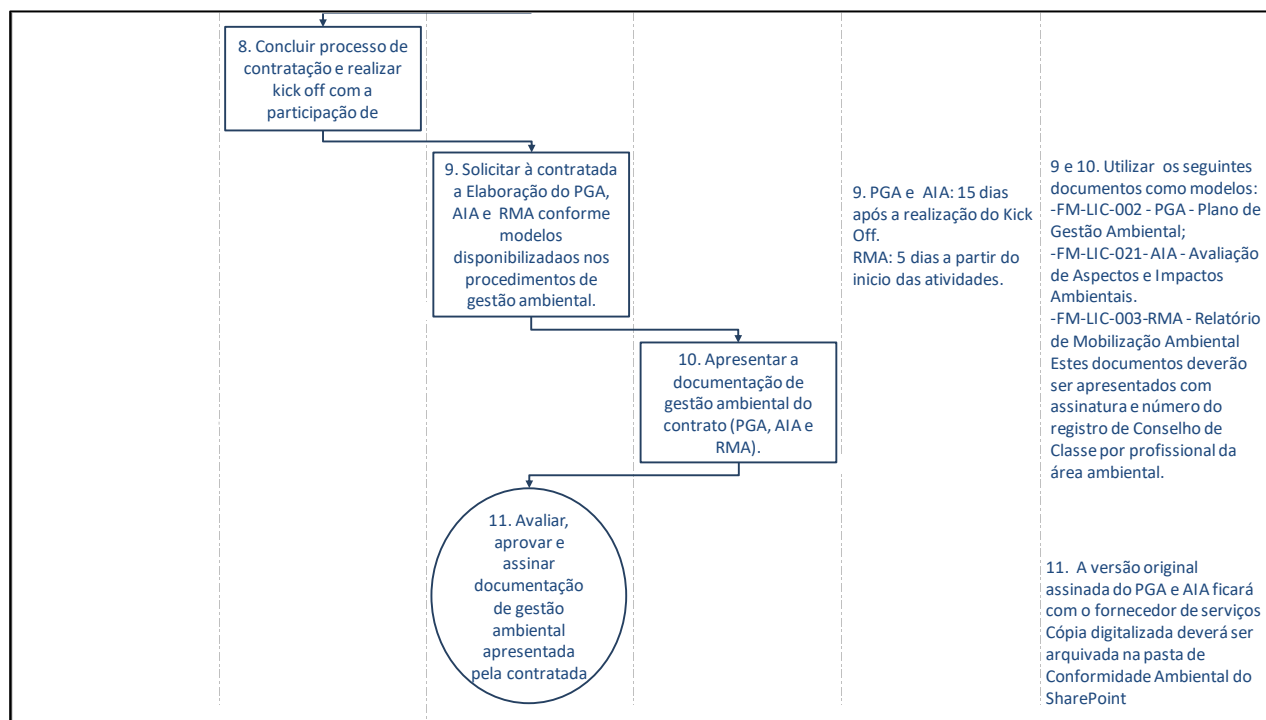 8. Concluir processo de
contratação e realizar
kick off com a
participação de
9. Solicitar à contratada
a Elaboração do PGA,
AIA e RMA conforme
modelos
disponibilizadaos nos
procedimentos de
gestão ambiental.
9. PGA e AIA: 15 dias
após a realização do Kick
Off.
RMA: 5 dias a partir do
inicio das atividades.
9 e 10. Utilizar os seguintes
documentos como modelos:
-FM-LIC-002 - PGA - Plano de
Gestão Ambiental;
-FM-LIC-021- AIA - Avaliação
de Aspectos e Impactos
Ambientais.
-FM-LIC-003-RMA - Relatório
de Mobilização Ambiental
Estes documentos deverão
ser apresentados com
assinatura e número do
registro de Conselho de
Classe por profissional da
área ambiental.
10. Apresentar a
documentação de
gestão ambiental do
contrato (PGA, AIA e
RMA).
11. Avaliar,
aprovar e
assinar
documentação
de gestão
ambiental
apresentada
pela contratada
11. A versão original
assinada do PGA e AIA ficará
com o fornecedor de serviços
Cópia digitalizada deverá ser
arquivada na pasta de
Conformidade Ambiental do
SharePoint